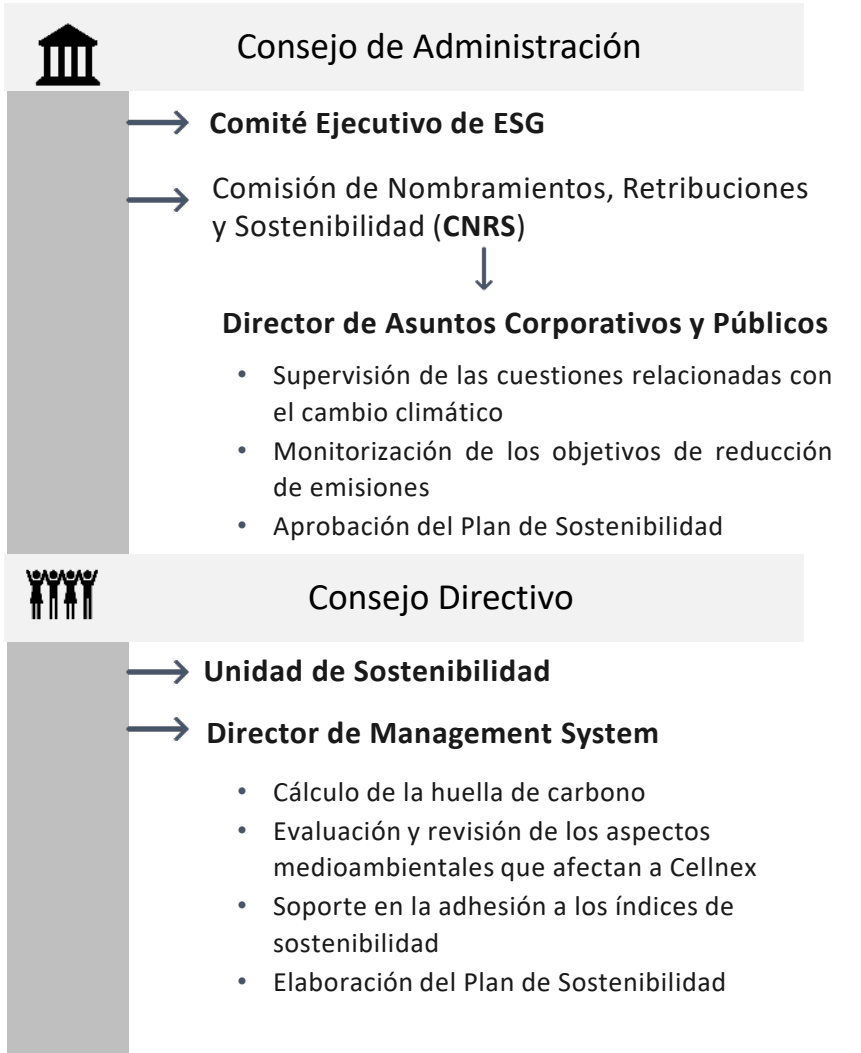 Consejo de Administración
Comité Ejecutivo de ESG
Comisión de Nombramientos, Retribuciones
y Sostenibilidad (CNRS)
Director de Asuntos Corporativos y Públicos
• Supervisión de las cuestiones relacionadas con
el cambio climático
• Monitorización de los objetivos de reducción
de emisiones
• Aprobación del Plan de Sostenibilidad
Consejo Directivo
Unidad de Sostenibilidad
Director de Management System
• Cálculo de la huella de carbono
• Evaluación y revisión de los aspectos
medioambientales que afectan a Cellnex
• Soporte en la adhesión a los índices de
sostenibilidad
• Elaboración del Plan de Sostenibilidad